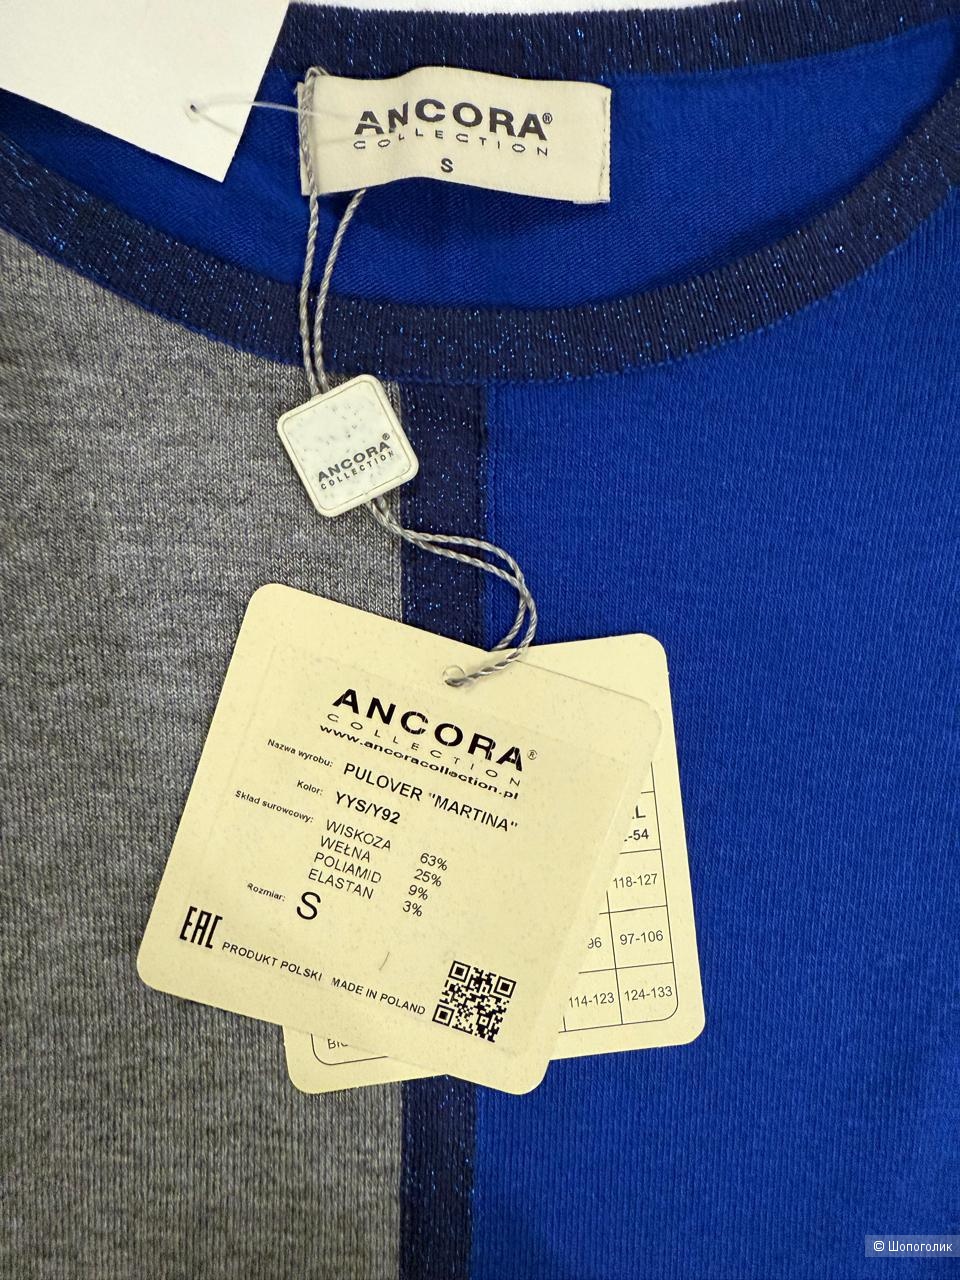 ANCORA®
COLLECTION
S
ANCORA®
COLLECTION
ANCORA®
COLLECTION
www.ancoracollection.pl
Nazwa wyrobu: PULOVER "MARTINA"
Kolor: YYS/Y92
Skład surowcowy: WISKOZA 63%
WEŁNA 25%
POLIAMID 9%
ELASTAN 3%
Rozmiar: S
EAC PRODUKT POLSKI MADE IN POLAND
-54
118-127
96 97-106
114-123 124-133
© Шопоголик